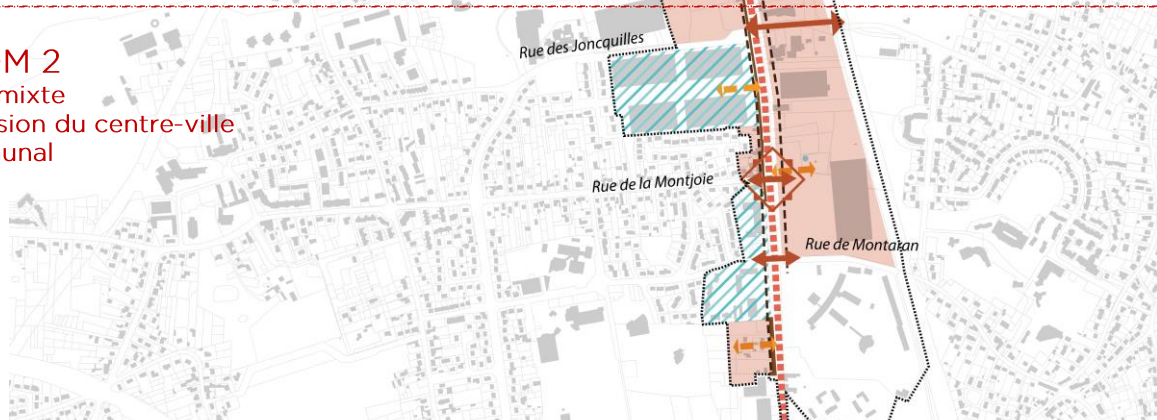 M 2
mixte
sion du centre-ville
unal
Rue des Joncquilles
Rue de la Montjoie
Rue de Montaran